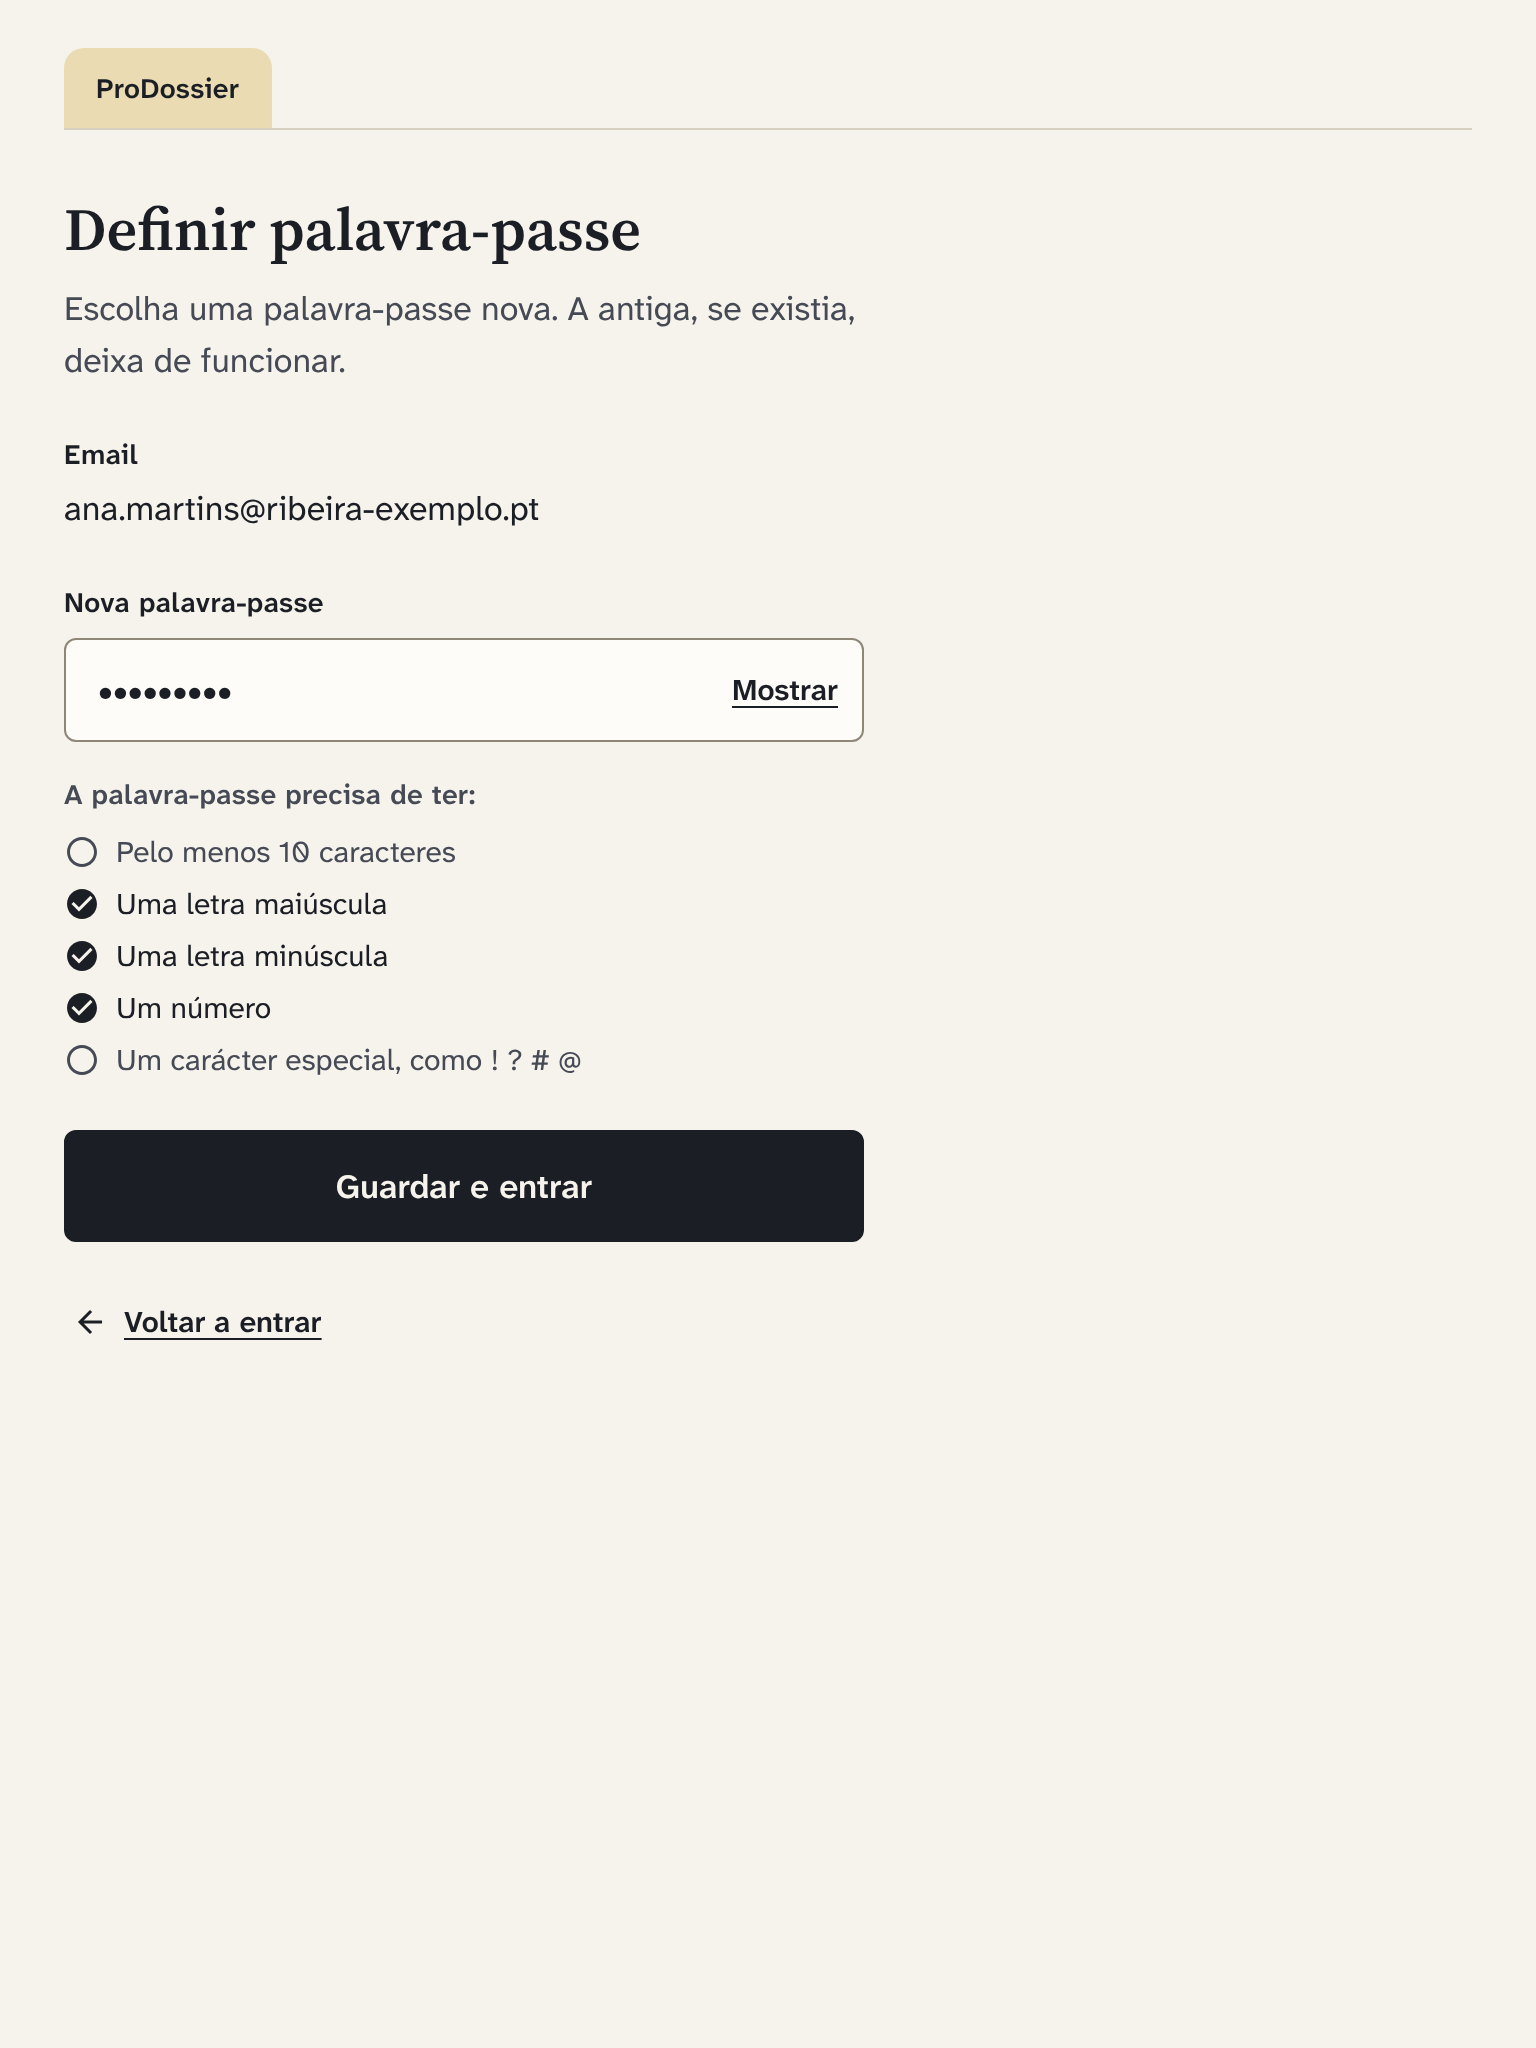 ProDossier
Definir palavra-passe
Escolha uma palavra-passe nova. A antiga, se existia,
deixa de funcionar.
Email
ana.martins@ribeira-exemplo.pt
Nova palavra-passe
•••••••••
Mostrar
A palavra-passe precisa de ter:
Pelo menos 10 caracteres
Uma letra maiúscula
Uma letra minúscula
Um número
Um carácter especial, como ! ? # @
Guardar e entrar
← Voltar a entrar